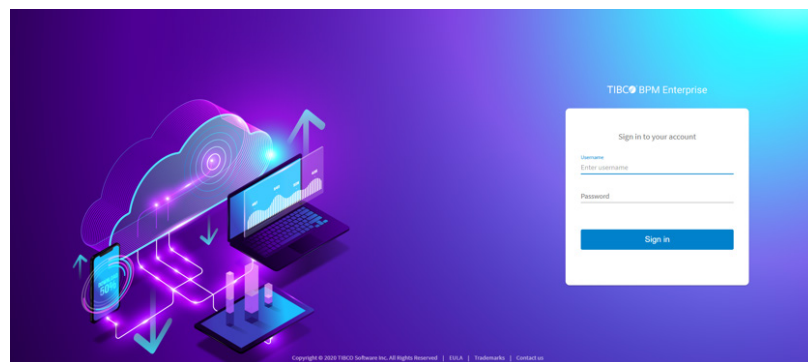 TIBCO BPM Enterprise
Sign in to your account
Username
Enter username
Password
Sign in
50%
Copyright © 2020 TIBCO Software Inc. All Rights Reserved | EULA | Trademarks | Contact us